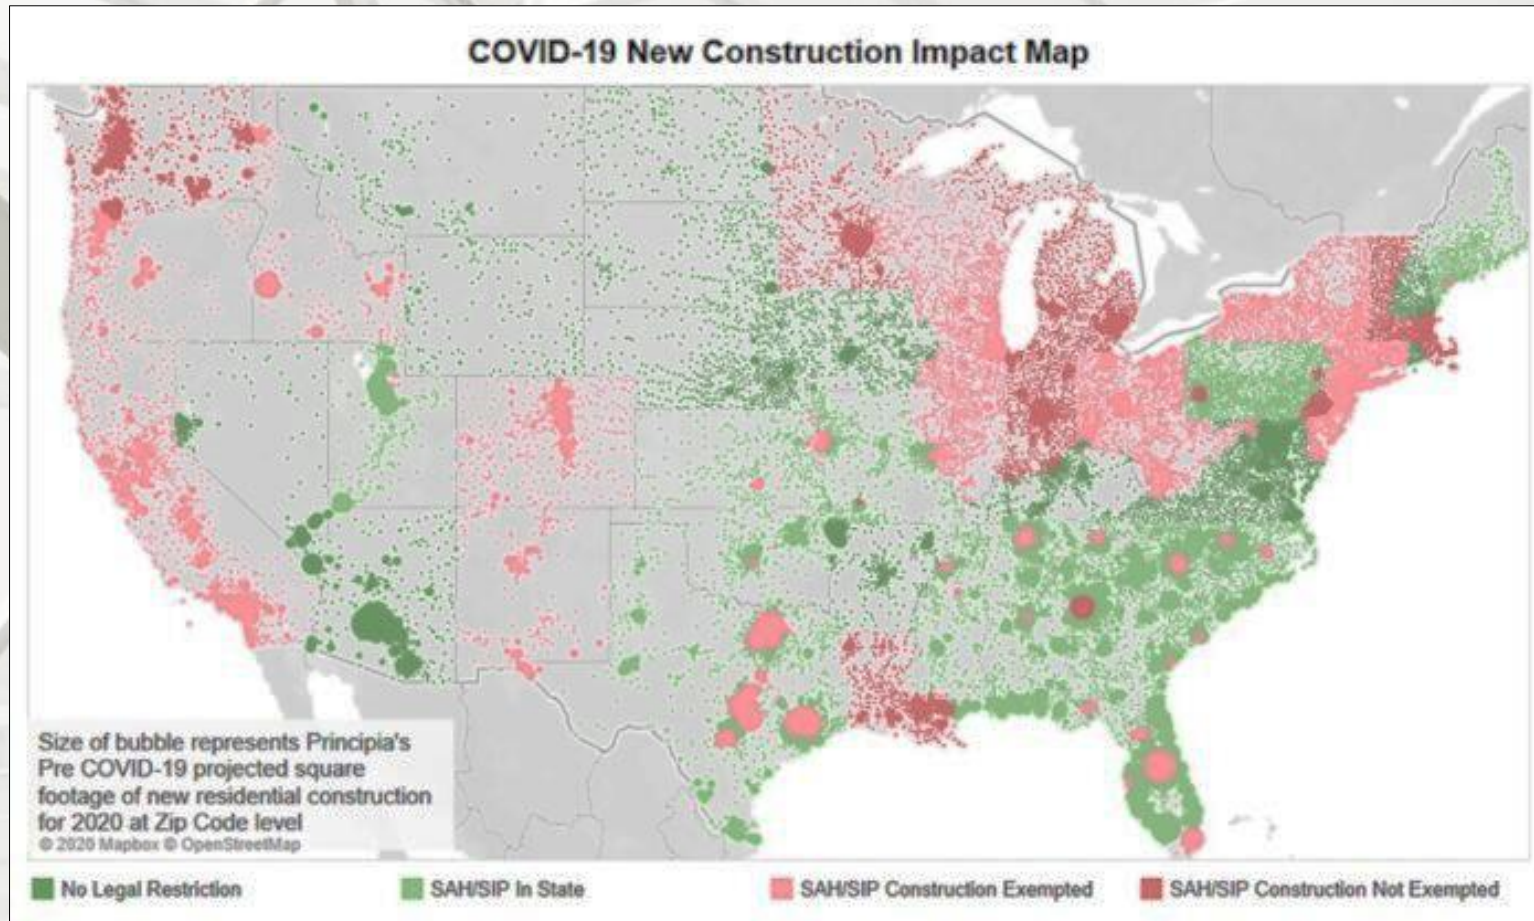 COVID-19 New Construction Impact Map
Size of bubble represents Principia's
Pre COVID-19 projected square
footage of new residential construction
for 2020 at Zip Code level
© 2020 Mapbox © OpenStreetMap
No Legal Restriction
SAH/SIP In State
SAH/SIP Construction Exempted
SAH/SIP Construction Not Exempted